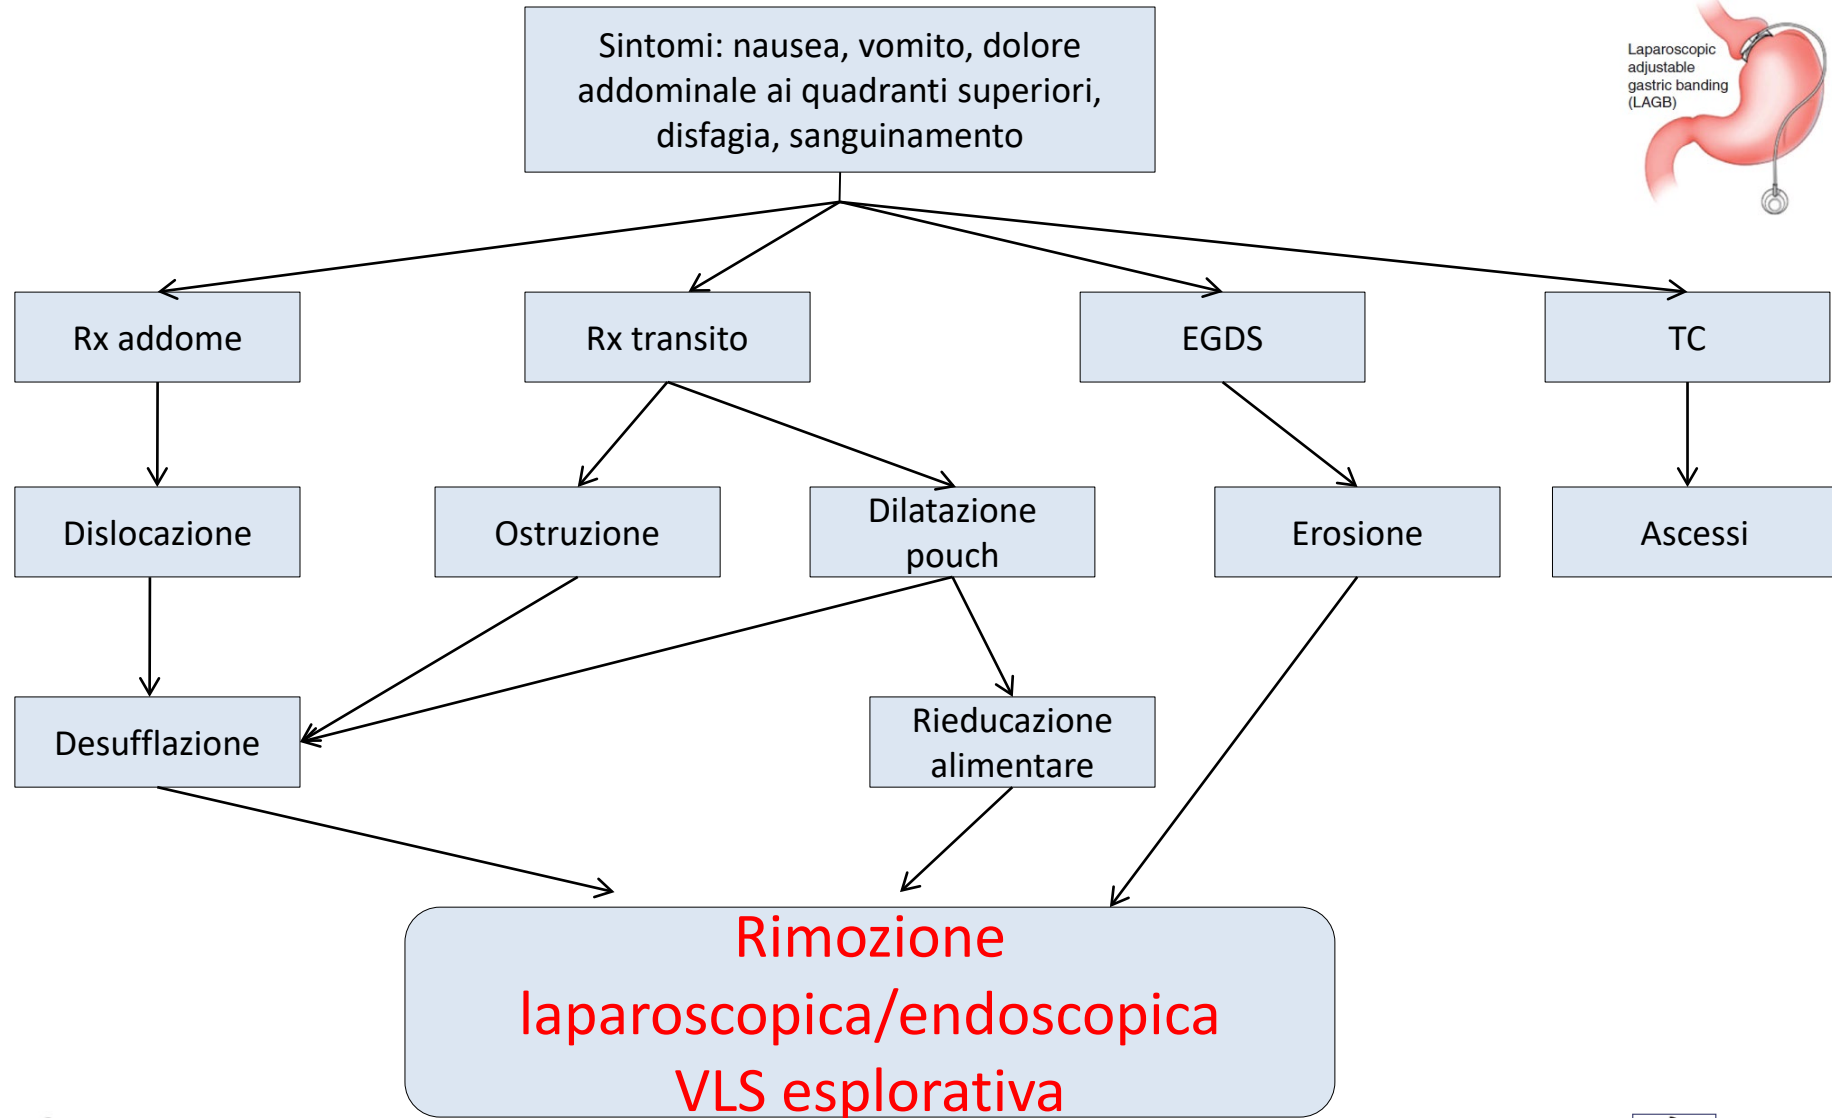 Sintomi: nausea, vomito, dolore
addominale ai quadranti superiori,
disfagia, sanguinamento
Laparoscopic
adjustable
gastric banding
(LAGB)
Rx addome
Rx transito
EGDS
TC
Dislocazione
Ostruzione
Dilatazione
pouch
Erosione
Ascessi
Desufflazione
Rieducazione
alimentare
Rimozione
laparoscopica/endoscopica
VLS esplorativa